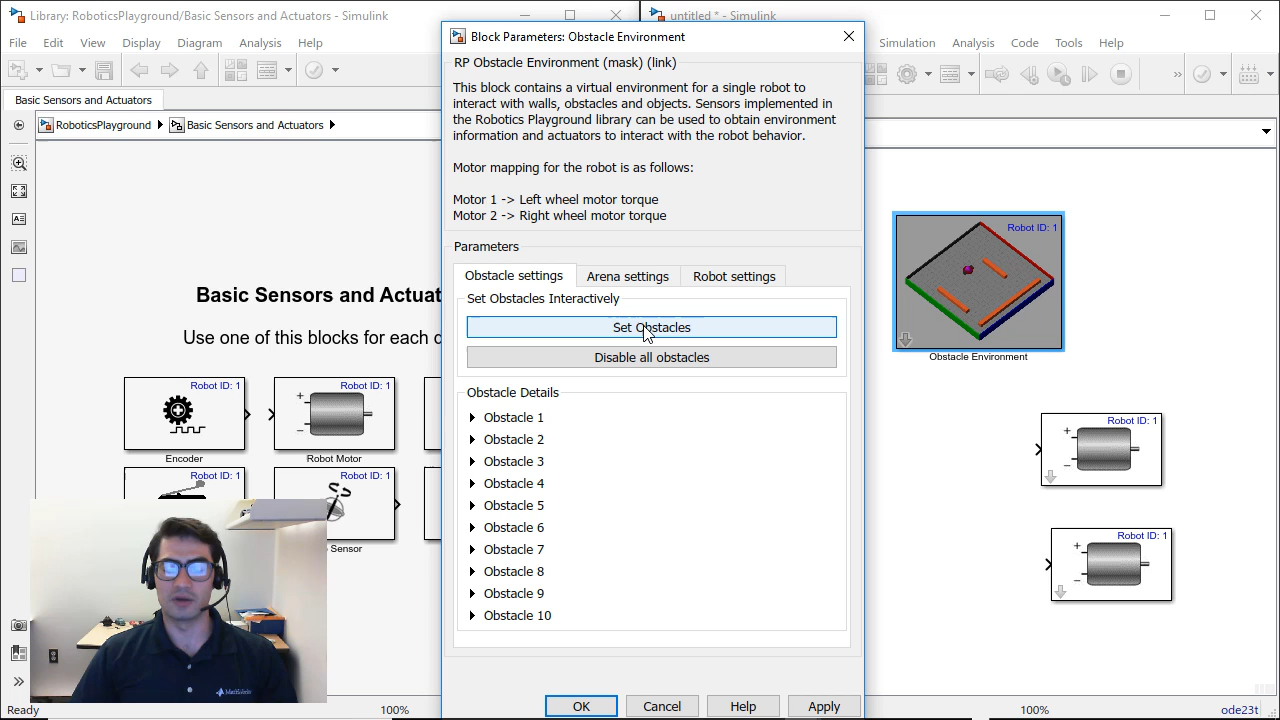 Library: RoboticsPlayground/Basic Sensors and Actuators - Simulink
File Edit View Display Diagram Analysis Help
Basic Sensors and Actuators
RoboticsPlayground Basic Sensors and Actuators
Basic Sensors and Actuat
Use one of this blocks for each d
Robot ID: 1
Encoder
Robot ID: 1
Robot Motor
Robot ID: 1
Robot ID: 1
Sensor
MathWorks
Ready
100%
Block Parameters: Obstacle Environment
RP Obstacle Environment (mask) (link)
This block contains a virtual environment for a single robot to
interact with walls, obstacles and objects. Sensors implemented in
the Robotics Playground library can be used to obtain environment
information and actuators to interact with the robot behavior.
Motor mapping for the robot is as follows:
Motor 1 -> Left wheel motor torque
Motor 2 -> Right wheel motor torque
Parameters
Obstacle settings Arena settings Robot settings
Set Obstacles Interactively
Set Obstacles
Disable all obstacles
Obstacle Details
Obstacle 1
Obstacle 2
Obstacle 3
Obstacle 4
Obstacle 5
Obstacle 6
Obstacle 7
Obstacle 8
Obstacle 9
Obstacle 10
OK Cancel Help Apply
untitled * - Simulink
Simulation Analysis Code Tools Help
Robot ID: 1
Obstacle Environment
Robot ID: 1
Robot ID: 1
100%
ode23t